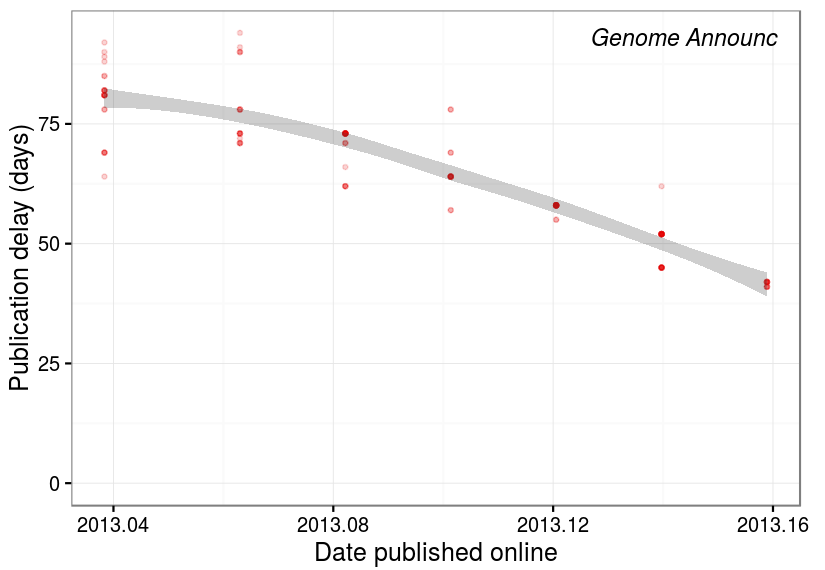 Genome Announc
Publication delay (days)
75
50
25
0
2013.04 2013.08 2013.12 2013.16
Date published online